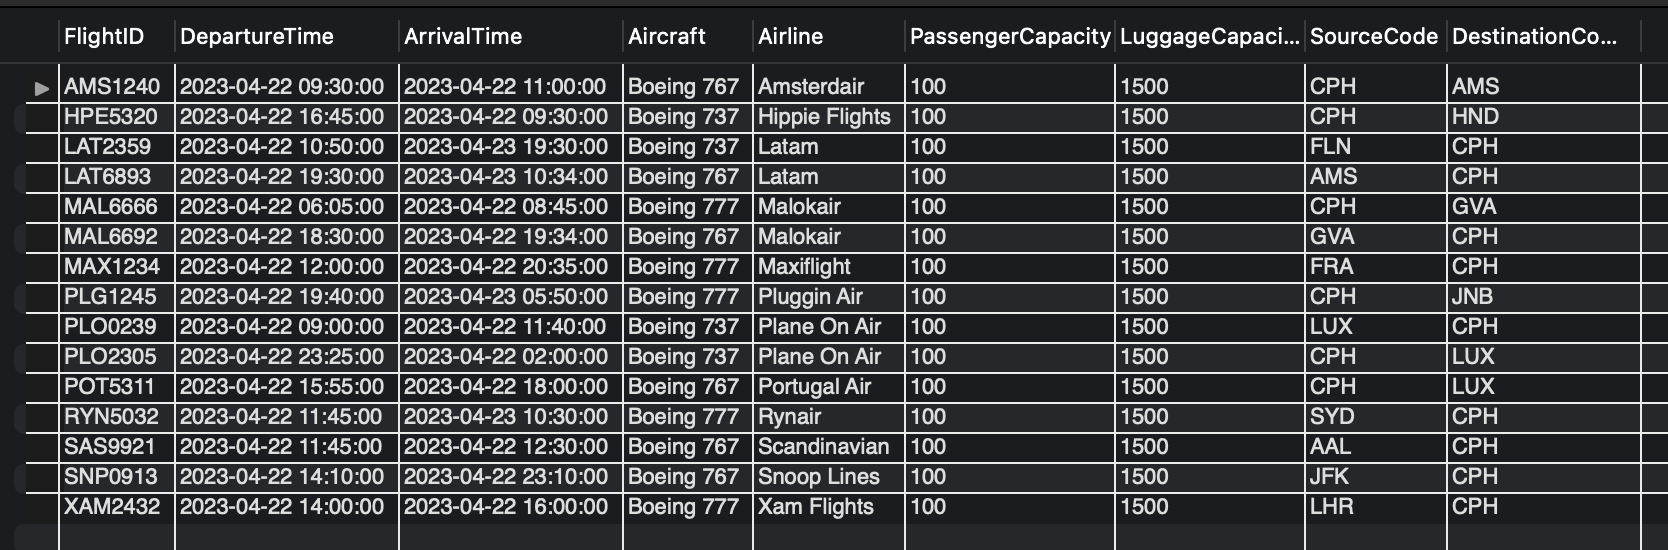 FlightID DepartureTime ArrivalTime Aircraft Airline PassengerCapacity LuggageCapaci... SourceCode DestinationCo...
AMS1240 2023-04-22 09:30:00 2023-04-22 11:00:00 Boeing 767 Amsterdair 100 1500 CPH AMS
HPE5320 2023-04-22 16:45:00 2023-04-22 09:30:00 Boeing 737 Hippie Flights 100 1500 CPH HND
LAT2359 2023-04-22 10:50:00 2023-04-23 19:30:00 Boeing 737 Latam 100 1500 FLN CPH
LAT6893 2023-04-22 19:30:00 2023-04-23 10:34:00 Boeing 767 Latam 100 1500 AMS CPH
MAL6666 2023-04-22 06:05:00 2023-04-22 08:45:00 Boeing 777 Malokair 100 1500 CPH GVA
MAL6692 2023-04-22 18:30:00 2023-04-22 19:34:00 Boeing 767 Malokair 100 1500 GVA CPH
MAX1234 2023-04-22 12:00:00 2023-04-22 20:35:00 Boeing 777 Maxiflight 100 1500 FRA CPH
PLG1245 2023-04-22 19:40:00 2023-04-23 05:50:00 Boeing 777 Pluggin Air 100 1500 CPH JNB
PLO0239 2023-04-22 09:00:00 2023-04-22 11:40:00 Boeing 737 Plane On Air 100 1500 LUX CPH
PLO2305 2023-04-22 23:25:00 2023-04-22 02:00:00 Boeing 737 Plane On Air 100 1500 CPH LUX
POT5311 2023-04-22 15:55:00 2023-04-22 18:00:00 Boeing 767 Portugal Air 100 1500 CPH LUX
RYN5032 2023-04-22 11:45:00 2023-04-23 10:30:00 Boeing 777 Rynair 100 1500 SYD CPH
SAS9921 2023-04-22 11:45:00 2023-04-22 12:30:00 Boeing 767 Scandinavian 100 1500 AAL CPH
SNP0913 2023-04-22 14:10:00 2023-04-22 23:10:00 Boeing 767 Snoop Lines 100 1500 JFK CPH
XAM2432 2023-04-22 14:00:00 2023-04-22 16:00:00 Boeing 777 Xam Flights 100 1500 LHR CPH